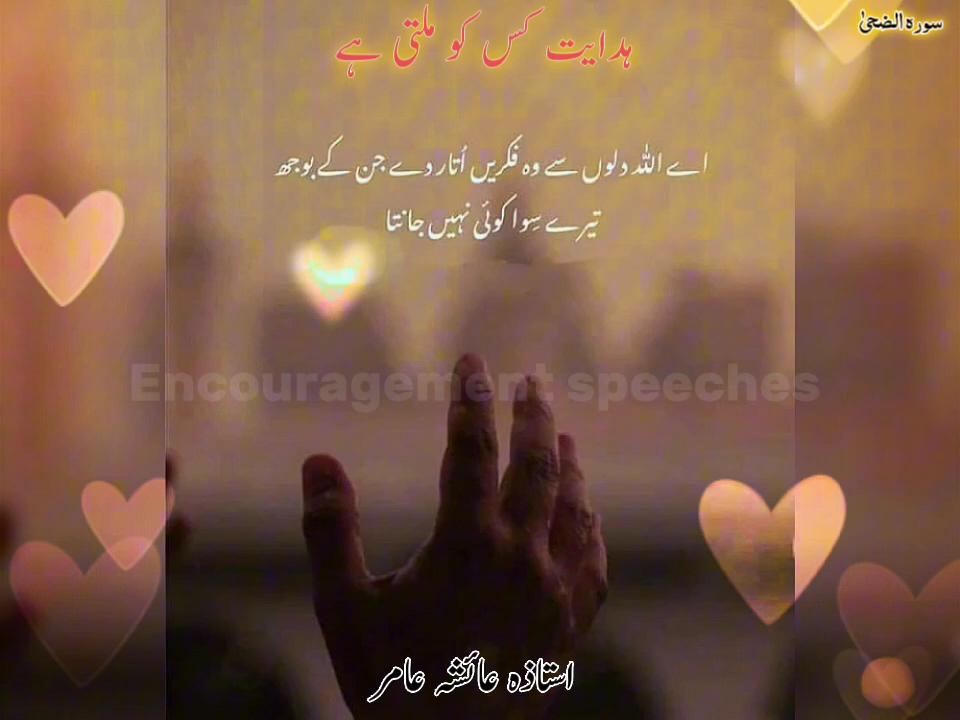 سورہ الضحیٰ
ہدایت کس کو ملتی ہے
اے اللہ دلوں سے وہ فکریں اُتار دے جن کے بوجھ
تیرے سِوا کوئی نہیں جانتا
Encouragement speeches
استاذہ عائشہ عامر